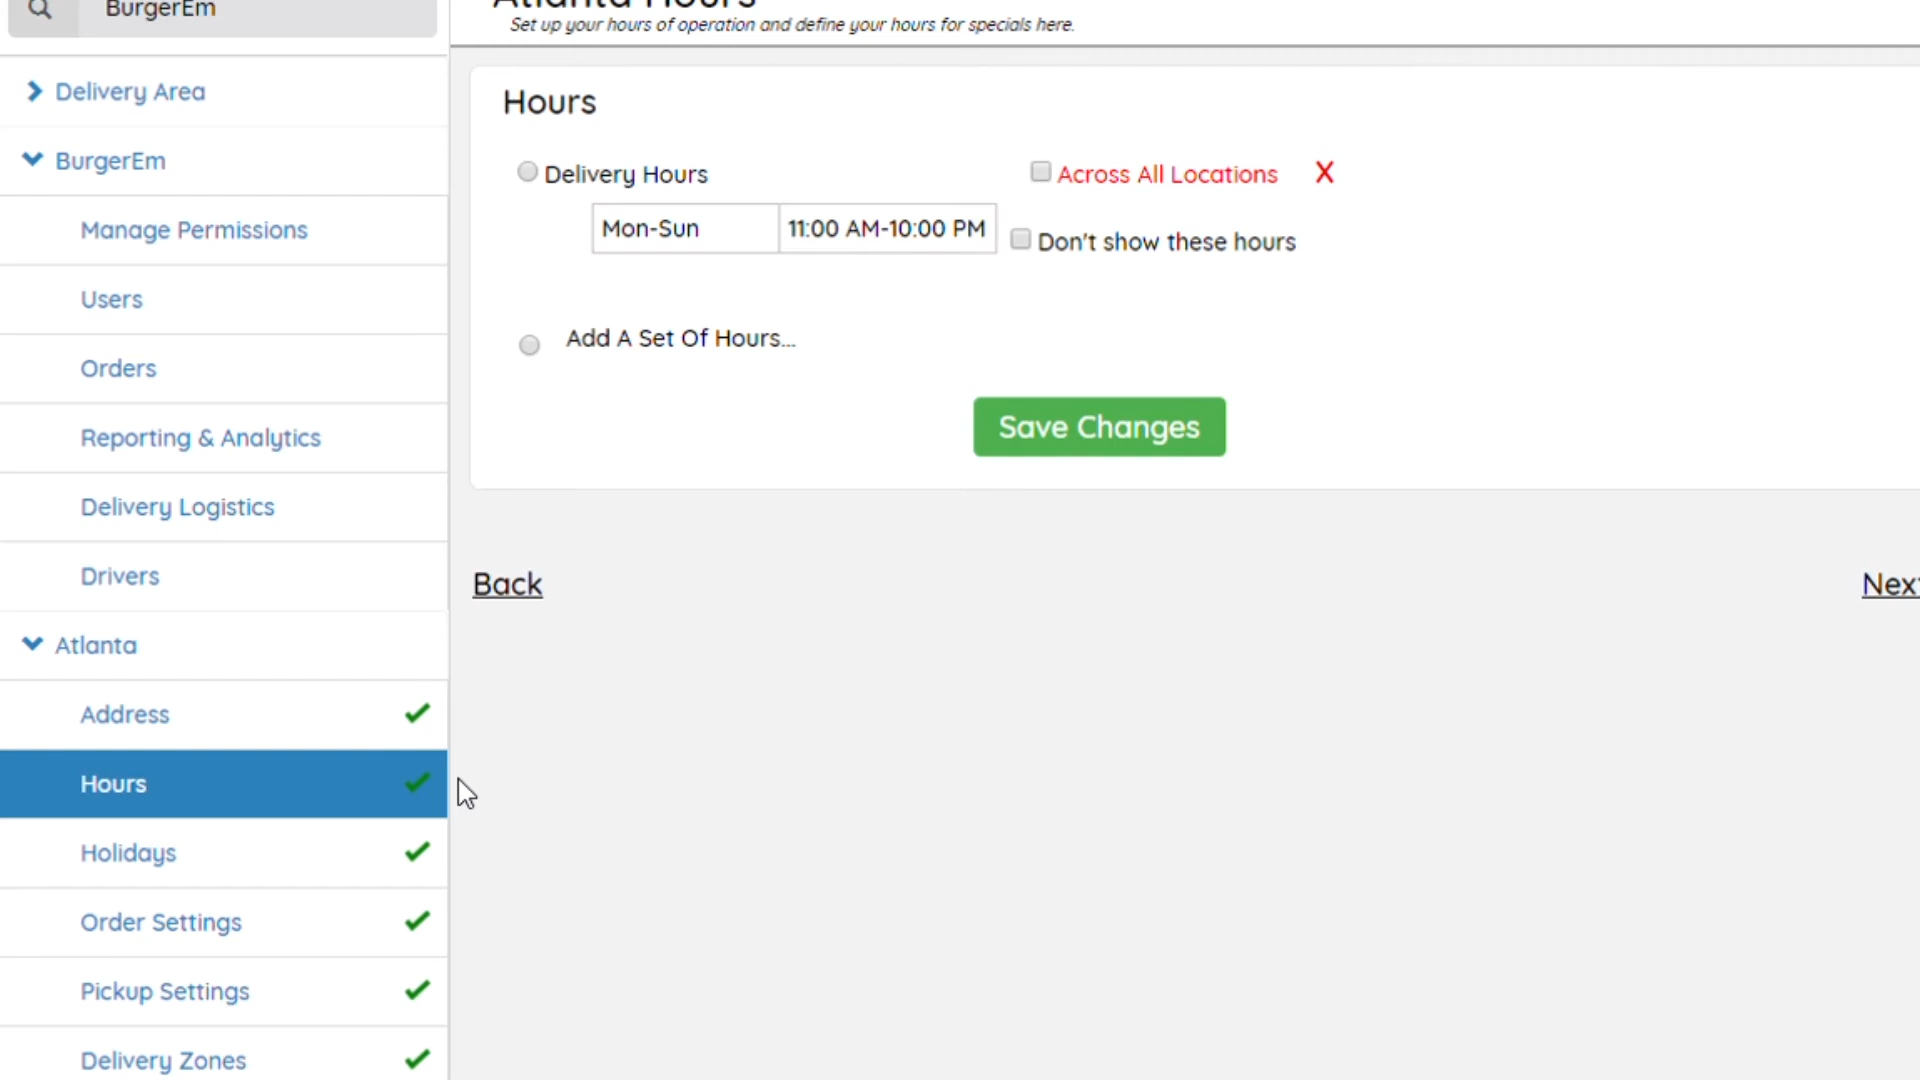 BurgerEm
Atlanta Hours
Set up your hours of operation and define your hours for specials here.
Delivery Area
BurgerEm
Manage Permissions
Users
Orders
Reporting & Analytics
Delivery Logistics
Drivers
Atlanta
Address
Hours
Holidays
Order Settings
Pickup Settings
Delivery Zones
Hours
Delivery Hours
Across All Locations X
Mon-Sun 11:00 AM-10:00 PM
Don't show these hours
Add A Set Of Hours...
Save Changes
Back
Next